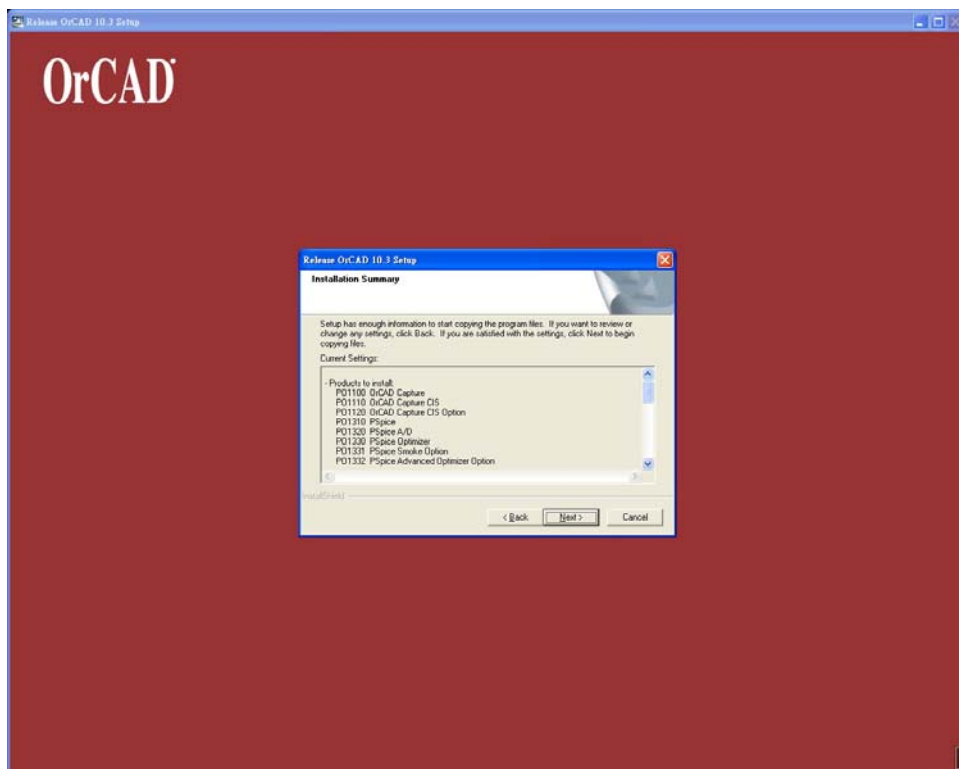 Release OrCAD 10.3 Setup
OrCAD
Release OrCAD 10.3 Setup
Installation Summary
Setup has enough information to start copying the program files. If you want to review or
change any settings, click Back. If you are satisfied with the settings, click Next to begin
copying files.
Current Settings:
- Products to install:
PO1100 OrCAD Capture
PO1110 OrCAD Capture CIS
PO1120 OrCAD Capture CIS Option
PO1310 PSpice
PO1320 PSpice A/D
PO1330 PSpice Optimizer
PO1331 PSpice Smoke Option
PO1332 PSpice Advanced Optimizer Option
InstallShield
< Back
Next >
Cancel